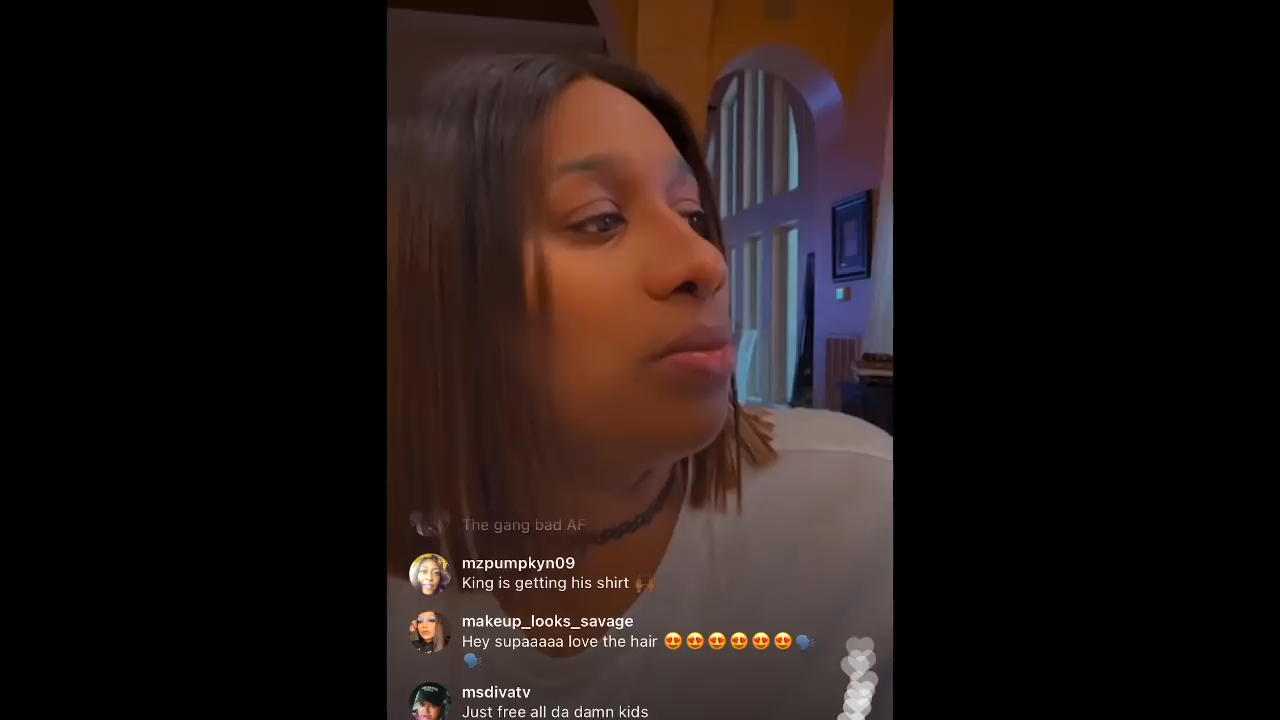 The gang bad AF
mzpumpkyn09
King is getting his shirt 🙌🏾
makeup_looks_savage
Hey supaaaaa love the hair 😍😍😍😍😍😍🗣️
🗣️
msdivatv
Just free all da damn kids